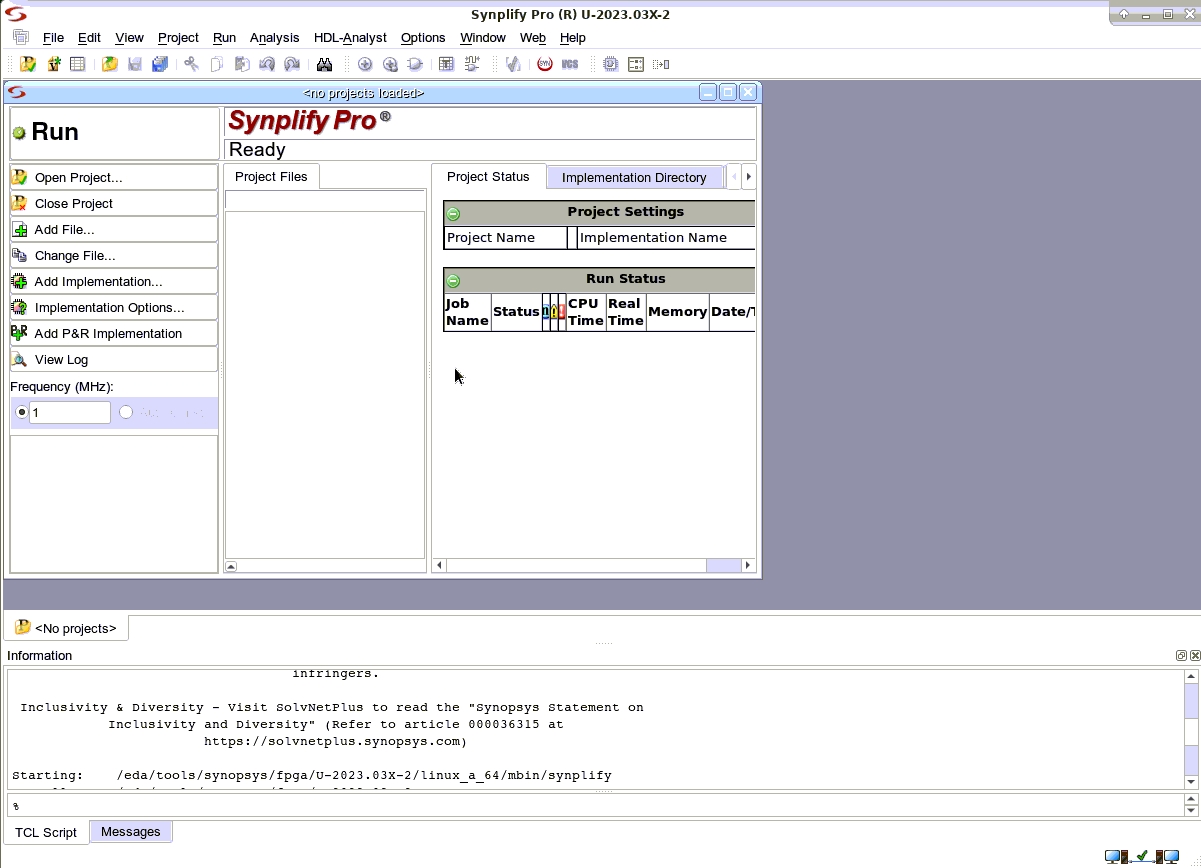 Synplify Pro (R) U-2023.03X-2
File Edit View Project Run Analysis HDL-Analyst Options Window Web Help
SYN VCS
<no projects loaded>
Run
Synplify Pro®
Ready
Open Project...
Close Project
Add File...
Change File...
Add Implementation...
Implementation Options...
P&R Add P&R Implementation
View Log
Frequency (MHz):
1
Project Files
Project Status Implementation Directory
Project Settings
Project Name Implementation Name
Run Status
Job Name Status CPU Time Real Time Memory Date/T
<No projects>
Information
infringers.
Inclusivity & Diversity - Visit SolvNetPlus to read the "Synopsys Statement on
Inclusivity and Diversity" (Refer to article 000036315 at
https://solvnetplus.synopsys.com)
Starting: /eda/tools/synopsys/fpga/U-2023.03X-2/linux_a_64/mbin/synplify
%
TCL Script Messages